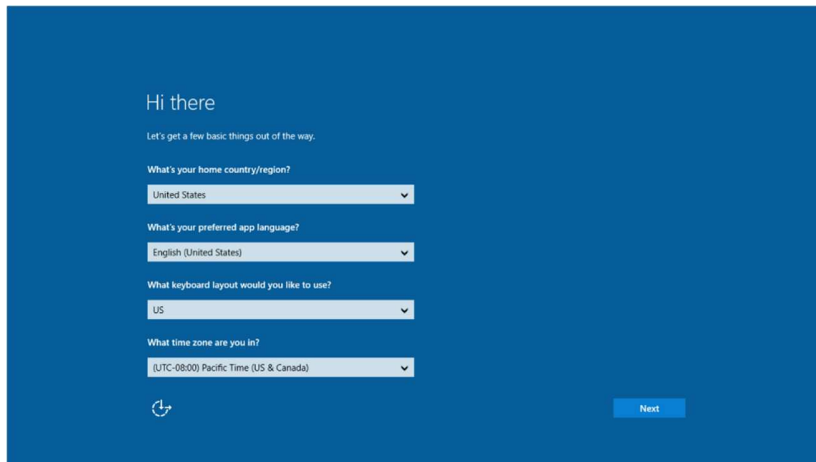 Hi there
Let's get a few basic things out of the way.
What's your home country/region?
United States
What's your preferred app language?
English (United States)
What keyboard layout would you like to use?
US
What time zone are you in?
(UTC-08:00) Pacific Time (US & Canada)
Next